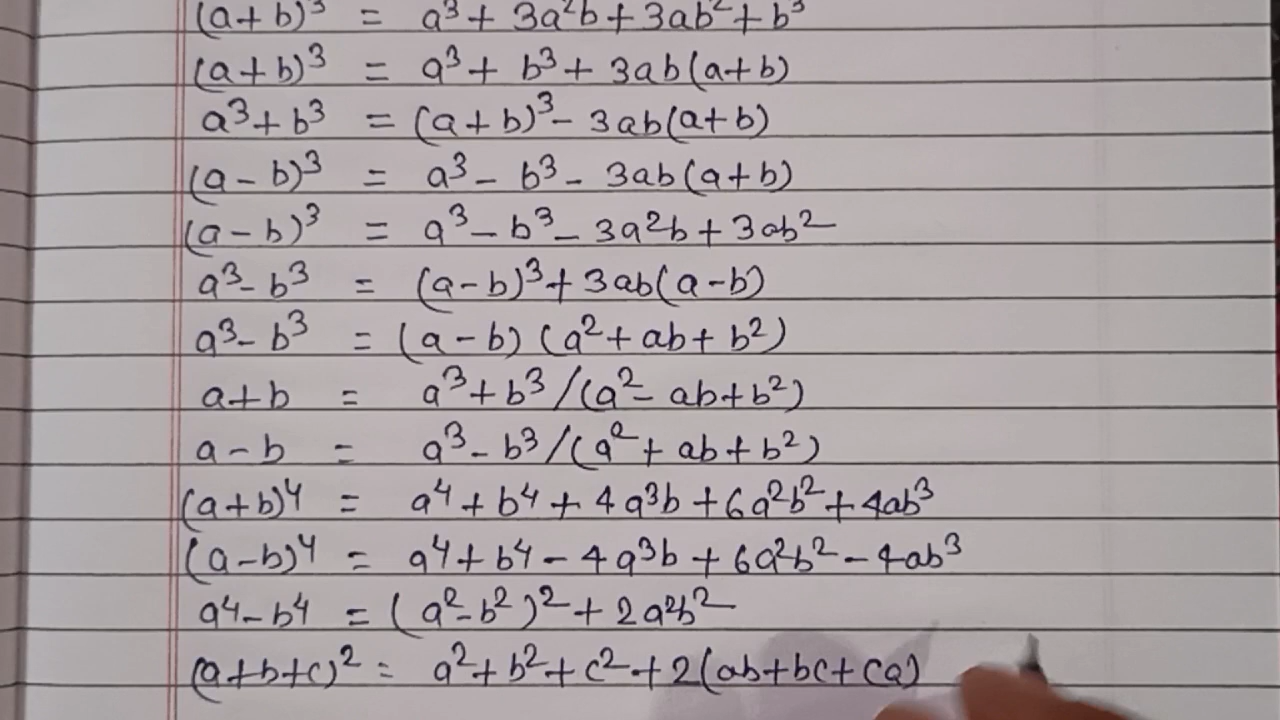 (a+b)³ = a³ + 3a²b + 3ab² + b³
(a+b)³ = a³ + b³ + 3ab(a+b)
a³+b³ = (a+b)³ - 3ab(a+b)
(a-b)³ = a³ - b³ - 3ab(a+b)
(a-b)³ = a³ - b³ - 3a²b + 3ab²
a³-b³ = (a-b)³ + 3ab(a-b)
a³-b³ = (a-b) (a²+ab+b²)
a+b = a³+b³/(a²-ab+b²)
a-b = a³-b³/(a²+ab+b²)
(a+b)⁴ = a⁴+b⁴+4a³b+6a²b²+4ab³
(a-b)⁴ = a⁴+b⁴-4a³b+6a²b²-4ab³
a⁴-b⁴ = (a²-b²)²+2a²b²
(a+b+c)² = a²+b²+c²+2(ab+bc+ca)